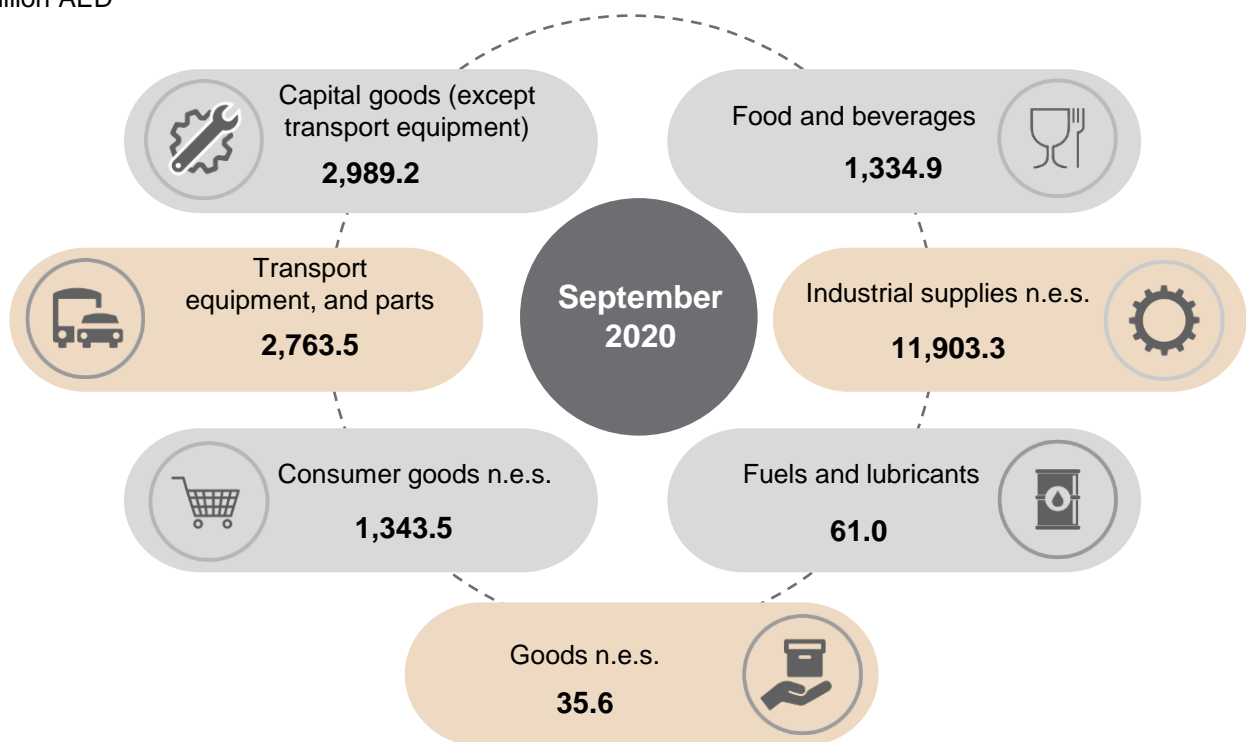 AED
Capital goods (except
transport equipment)
2,989.2
Food and beverages
1,334.9
Transport
equipment, and parts
2,763.5
September
2020
Industrial supplies n.e.s.
11,903.3
Consumer goods n.e.s.
1,343.5
Fuels and lubricants
61.0
Goods n.e.s.
35.6